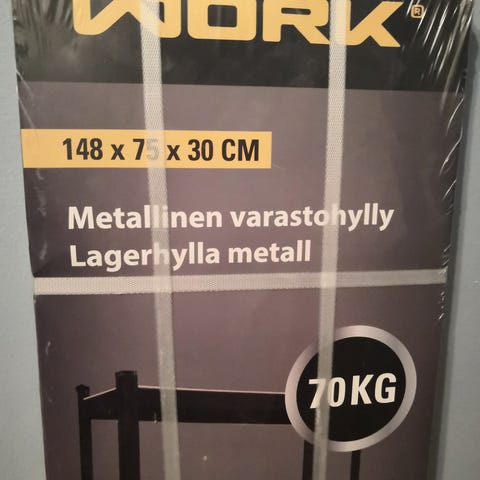 WORK®
148 x 75 x 30 CM
Metallinen varastohylly
Lagerhylla metall
70KG